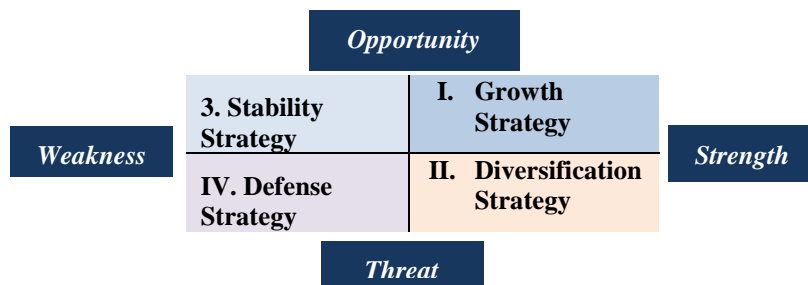 Opportunity
3. Stability
Strategy
I. Growth
Strategy
Weakness
Strength
IV. Defense
Strategy
II. Diversification
Strategy
Threat